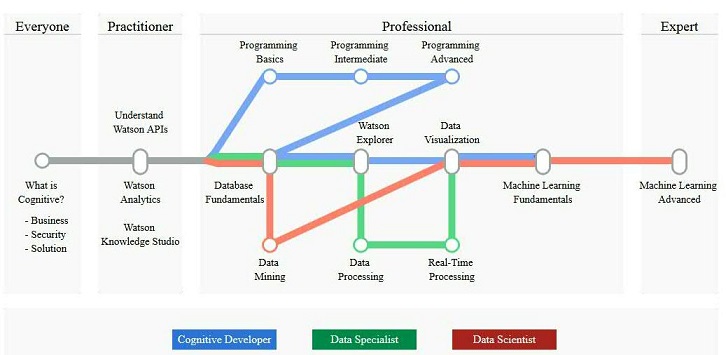 Everyone
Practitioner
Professional
Expert
Programming
Basics
Programming
Intermediate
Programming
Advanced
Understand
Watson APIs
Watson
Explorer
Data
Visualization
What is
Cognitive?
- Business
- Security
- Solution
Watson
Analytics
Watson
Knowledge Studio
Database
Fundamentals
Machine Learning
Fundamentals
Machine Learning
Advanced
Data
Mining
Data
Processing
Real-Time
Processing
Cognitive Developer
Data Specialist
Data Scientist